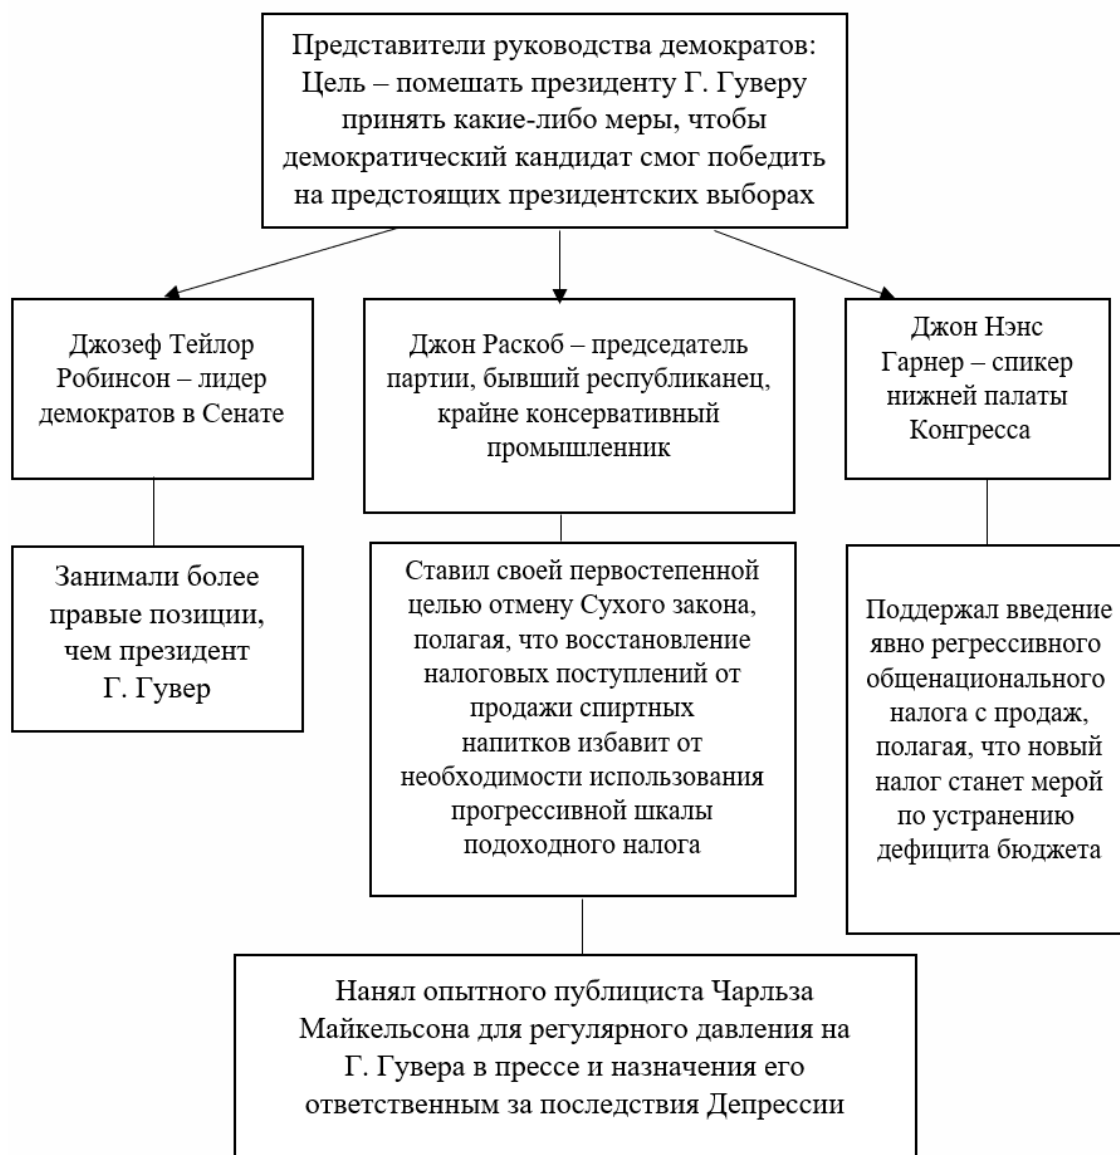 Представители руководства демократов:
Цель – помешать президенту Г. Гуверу
принять какие-либо меры, чтобы
демократический кандидат смог победить
на предстоящих президентских выборах
Джозеф Тейлор
Робинсон – лидер
демократов в Сенате
Джон Раскоб – председатель
партии, бывший республиканец,
крайне консервативный
промышленник
Джон Нэнс
Гарнер – спикер
нижней палаты
Конгресса
Занимали более
правые позиции,
чем президент
Г. Гувер
Ставил своей первостепенной
целью отмену Сухого закона,
полагая, что восстановление
налоговых поступлений от
продажи спиртных
напитков избавит от
необходимости использования
прогрессивной шкалы
подоходного налога
Поддержал введение
явно регрессивного
общенационального
налога с продаж,
полагая, что новый
налог станет мерой
по устранению
дефицита бюджета
Нанял опытного публициста Чарльза
Майкельсона для регулярного давления на
Г. Гувера в прессе и назначения его
ответственным за последствия Депрессии